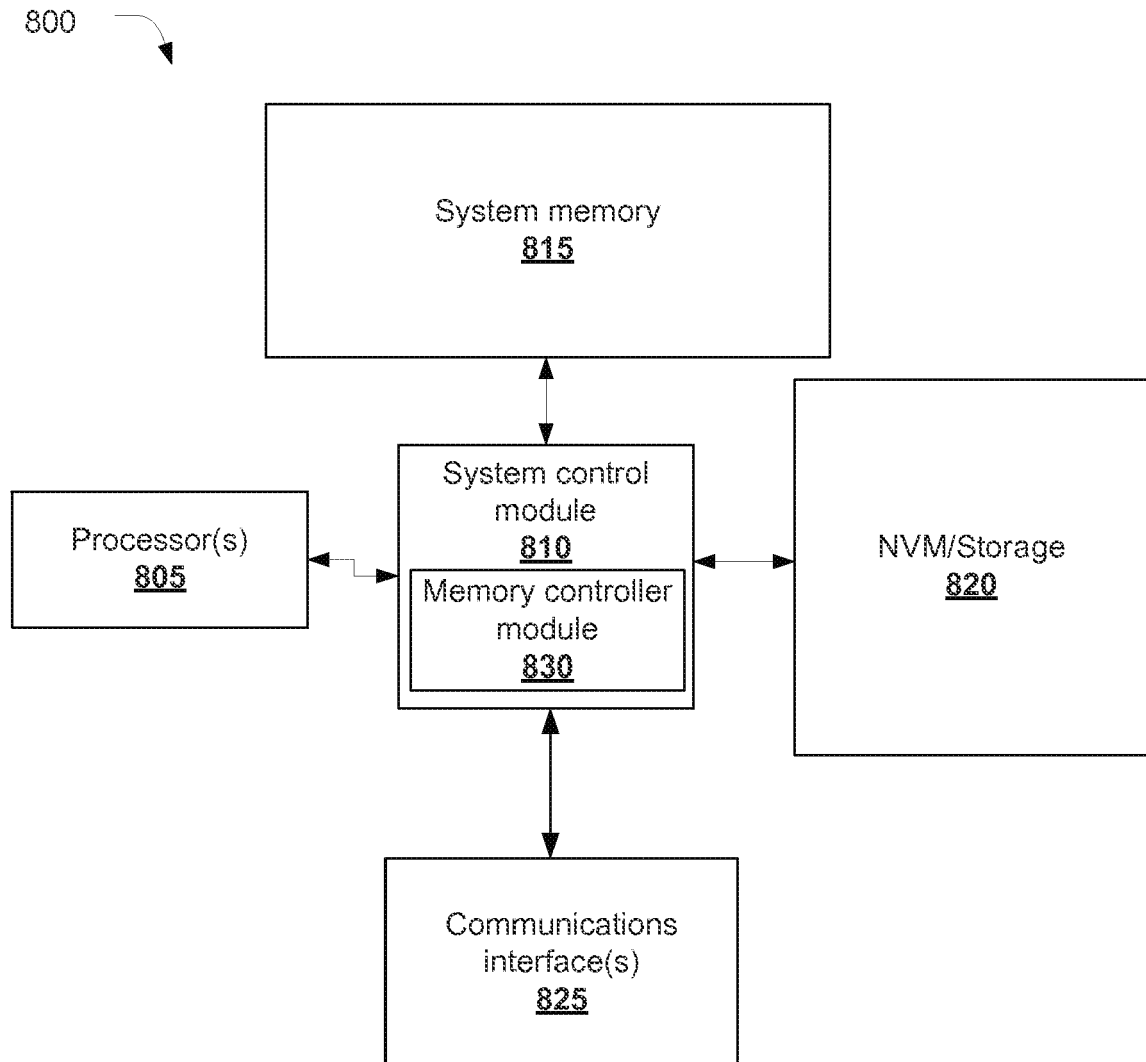 800
System memory
815
System control
module
810
Processor(s)
805
Memory controller
module
830
NVM/Storage
820
Communications
interface(s)
825